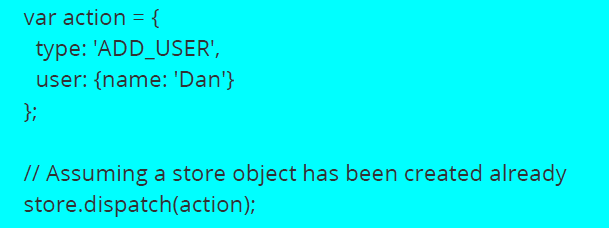 var action = {
  type: 'ADD_USER',
  user: {name: 'Dan'}
};
// Assuming a store object has been created already
store.dispatch(action);